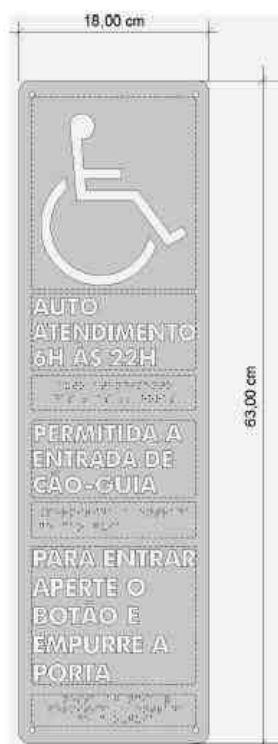 18,00 cm
63,00 cm
AUTO
ATENDIMENTO
6H ÀS 22H
PERMITIDA A
ENTRADA DE
CÃO-GUIA
PARA ENTRAR
APERTE O
BOTÃO E
EMPURRE A
PORTA